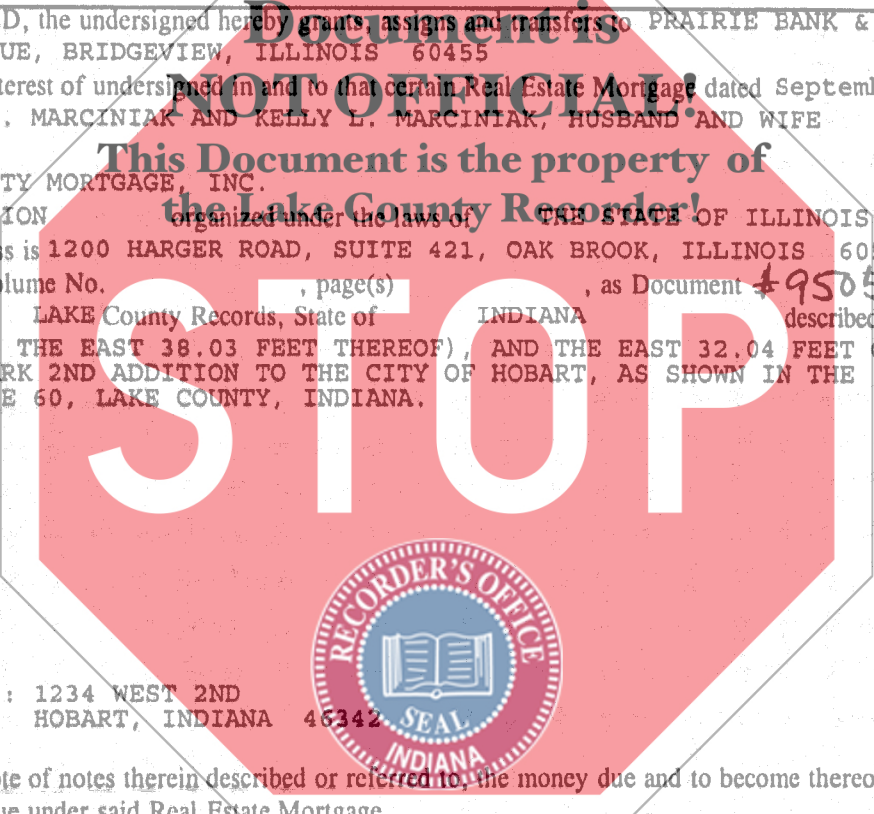 D, the undersigned hereby grants, assigns and transfers to PRAIRIE BANK &
Document is
UE, BRIDGEVIEW, ILLINOIS 60455
terest of undersigned in and to that certain Real Estate Mortgage dated Septem
NOT OFFICIAL!
. MARCINIAK AND KELLY L. MARCINIAK, HUSBAND AND WIFE
This Document is the property of
TY MORTGAGE, INC.
the Lake County Recorder!
ION organized under the laws of THE STATE OF ILLINOIS
ss is 1200 HARGER ROAD, SUITE 421, OAK BROOK, ILLINOIS 60
lume No. , page(s) , as Document #9505
LAKE County Records, State of INDIANA described
THE EAST 38.03 FEET THEREOF), AND THE EAST 32.04 FEET
RK 2ND ADDITION TO THE CITY OF HOBART, AS SHOWN IN THE
E 60, LAKE COUNTY, INDIANA.
STOP
RECORDER'S OFFICE
SEAL
INDIANA
: 1234 WEST 2ND
HOBART, INDIANA 46342
te of notes therein described or referred to, the money due and to become thereo
ue under said Real Estate Mortgage